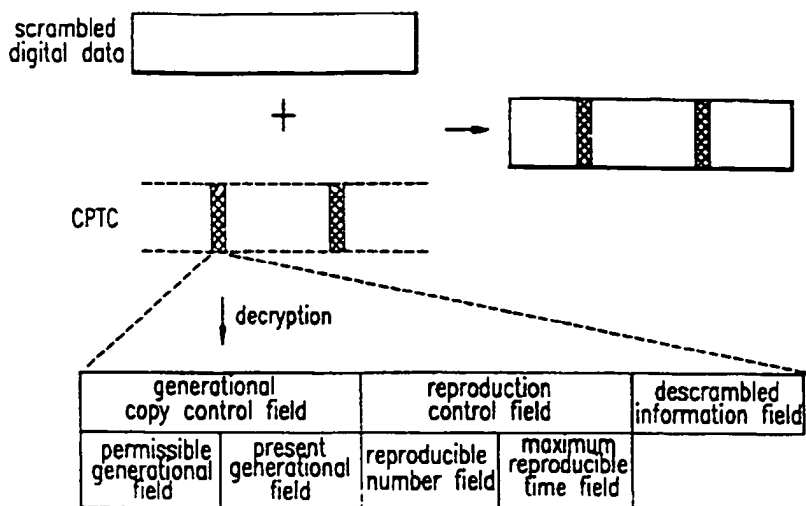 scrambled
digital data
+
CPTC
decryption
generational
copy control field
reproduction
control field
descrambled
information field
permissible
generational
field
present
generational
field
reproducible
number field
maximum
reproducible
time field